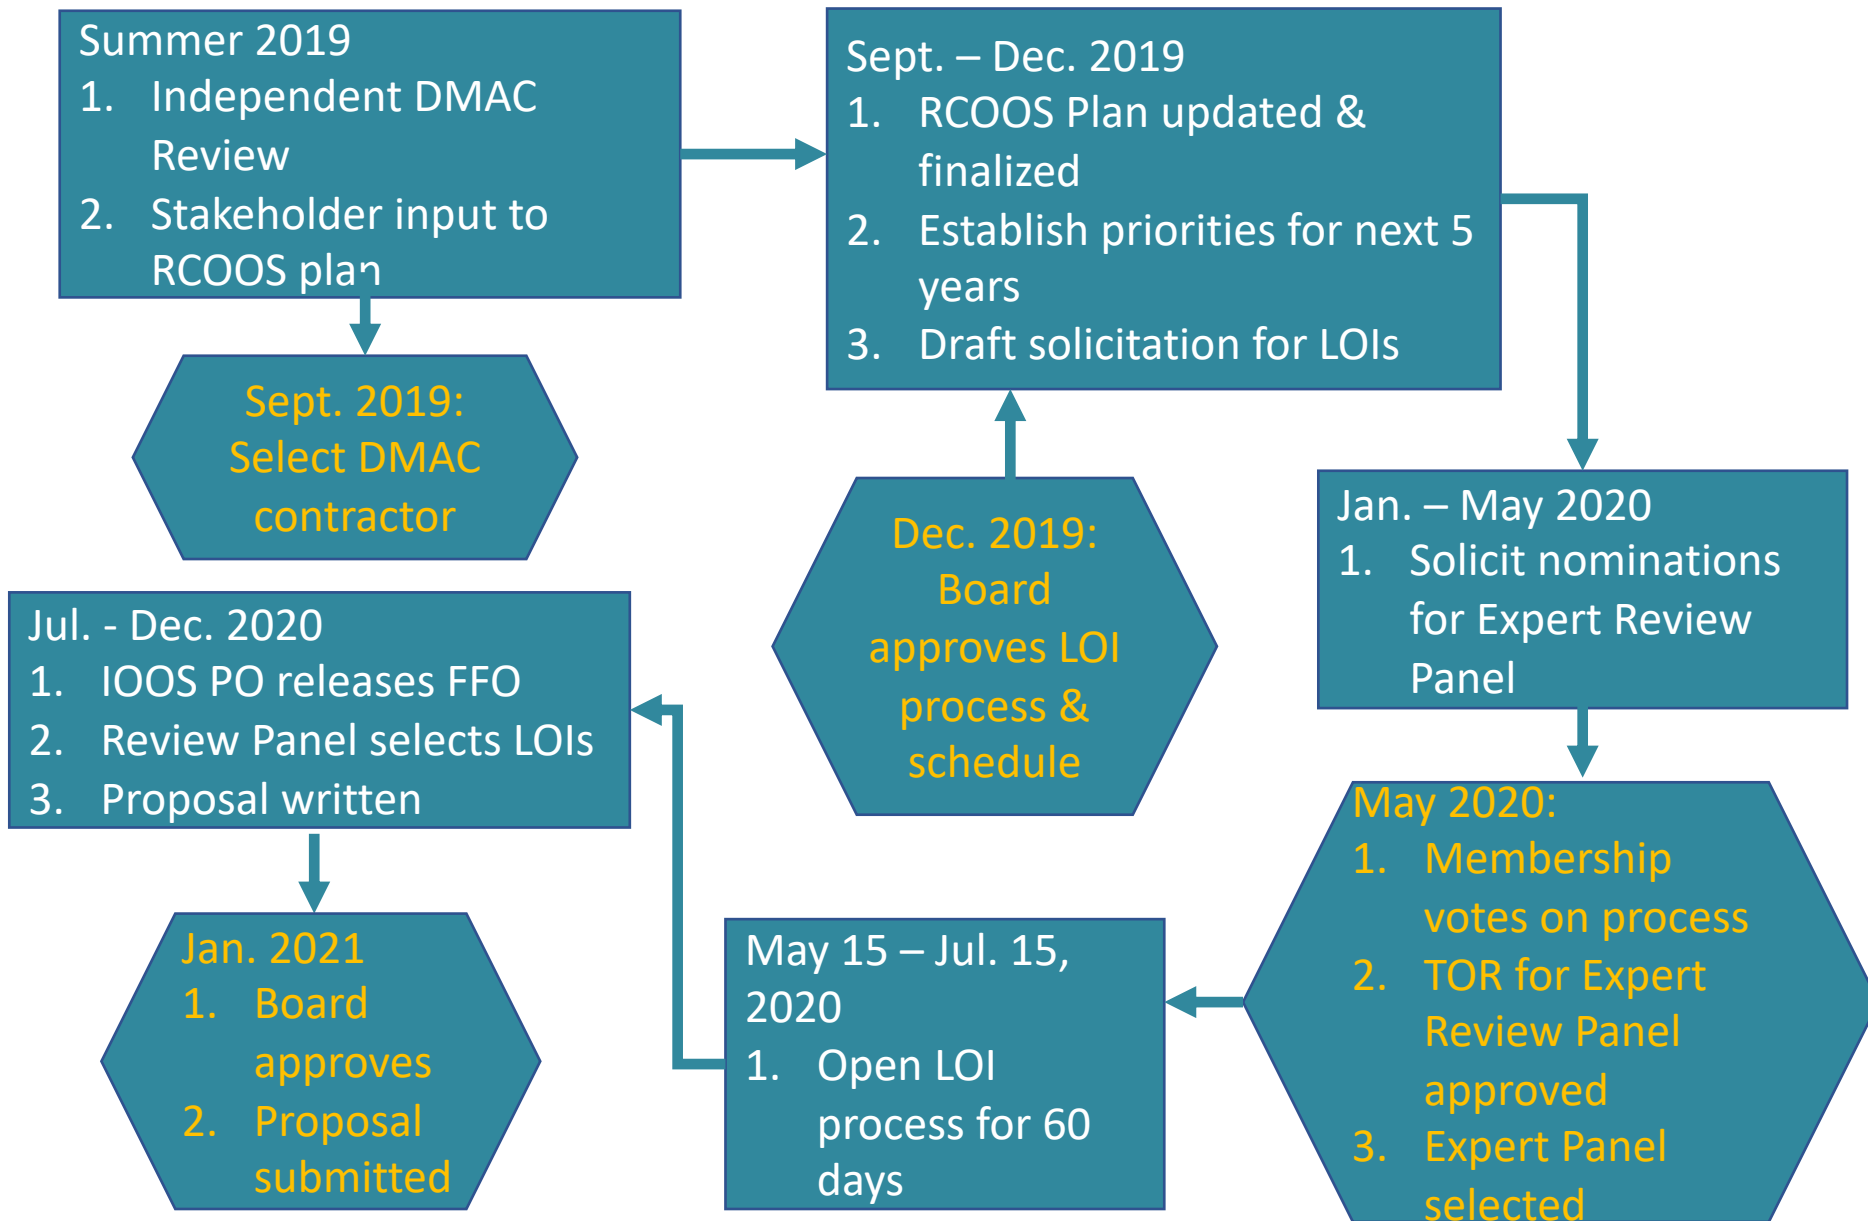 Summer 2019
1. Independent DMAC
Review
2. Stakeholder input to
RCOOS plan
Sept. – Dec. 2019
1. RCOOS Plan updated &
finalized
2. Establish priorities for next 5
years
3. Draft solicitation for LOIs
Sept. 2019:
Select DMAC
contractor
Dec. 2019:
Board
approves LOI
process &
schedule
Jan. – May 2020
1. Solicit nominations
for Expert Review
Panel
May 2020:
1. Membership
votes on process
2. TOR for Expert
Review Panel
approved
3. Expert Panel
selected
May 15 – Jul. 15,
2020
1. Open LOI
process for 60
days
Jul. - Dec. 2020
1. IOOS PO releases FFO
2. Review Panel selects LOIs
3. Proposal written
Jan. 2021
1. Board
approves
2. Proposal
submitted